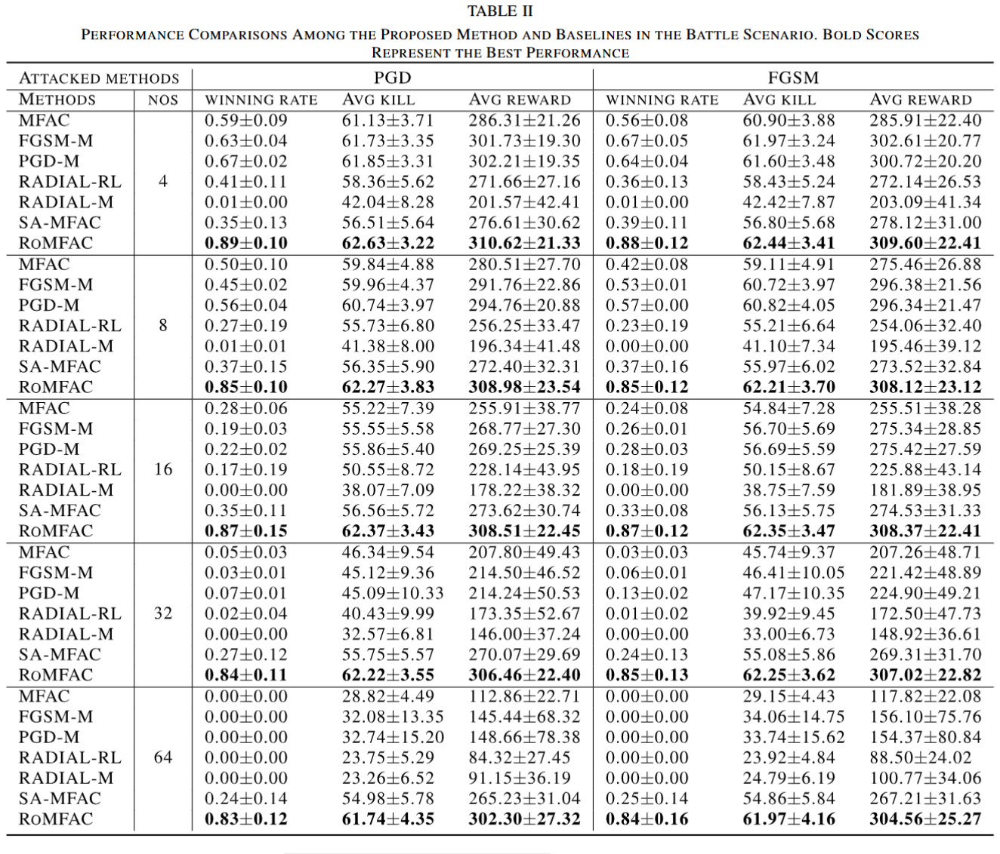 TABLE II
PERFORMANCE COMPARISONS AMONG THE PROPOSED METHOD AND BASELINES IN THE BATTLE SCENARIO. BOLD SCORES
REPRESENT THE BEST PERFORMANCE
ATTACKED METHODS PGD FGSM
METHODS NOS WINNING RATE AVG KILL AVG REWARD WINNING RATE AVG KILL AVG REWARD
MFAC 0.59±0.09 61.13±3.71 286.31±21.26 0.56±0.08 60.90±3.88 285.91±22.40
FGSM-M 0.63±0.04 61.73±3.35 301.73±19.30 0.67±0.05 61.97±3.24 302.61±20.77
PGD-M 0.67±0.02 61.85±3.31 302.21±19.35 0.64±0.04 61.60±3.48 300.72±20.20
RADIAL-RL 4 0.41±0.11 58.36±5.62 271.66±27.16 0.36±0.13 58.43±5.24 272.14±26.53
RADIAL-M 0.01±0.00 42.04±8.28 201.57±42.41 0.01±0.00 42.42±7.87 203.09±41.34
SA-MFAC 0.35±0.13 56.51±5.64 276.61±30.62 0.39±0.11 56.80±5.68 278.12±31.00
ROMFAC 0.89±0.10 62.63±3.22 310.62±21.33 0.88±0.12 62.44±3.41 309.60±22.41
MFAC 0.50±0.10 59.84±4.88 280.51±27.70 0.42±0.08 59.11±4.91 275.46±26.88
FGSM-M 0.45±0.02 59.96±4.37 291.76±22.86 0.53±0.01 60.72±3.97 296.38±21.56
PGD-M 0.56±0.04 60.74±3.97 294.76±20.88 0.57±0.00 60.82±4.05 296.34±21.47
RADIAL-RL 8 0.27±0.19 55.73±6.80 256.25±33.47 0.23±0.19 55.21±6.64 254.06±32.40
RADIAL-M 0.01±0.01 41.38±8.00 196.34±41.48 0.00±0.00 41.10±7.34 195.46±39.12
SA-MFAC 0.37±0.15 56.35±5.90 272.40±32.31 0.37±0.16 55.97±6.02 273.52±32.84
ROMFAC 0.85±0.10 62.27±3.83 308.98±23.54 0.85±0.12 62.21±3.70 308.12±23.12
MFAC 0.28±0.06 55.22±7.39 255.91±38.77 0.24±0.08 54.84±7.28 255.51±38.28
FGSM-M 0.19±0.03 55.55±5.58 268.77±27.30 0.26±0.01 56.70±5.69 275.34±28.85
PGD-M 0.22±0.02 55.86±5.40 269.25±25.39 0.28±0.03 56.69±5.59 275.42±27.59
RADIAL-RL 16 0.17±0.19 50.55±8.72 228.14±43.95 0.18±0.19 50.15±8.67 225.88±43.14
RADIAL-M 0.00±0.00 38.07±7.09 178.22±38.32 0.00±0.00 38.75±7.59 181.89±38.95
SA-MFAC 0.35±0.11 56.56±5.72 273.62±30.74 0.33±0.08 56.13±5.75 274.53±31.33
ROMFAC 0.87±0.15 62.37±3.43 308.51±22.45 0.87±0.12 62.35±3.47 308.37±22.41
MFAC 0.05±0.03 46.34±9.54 207.80±49.43 0.03±0.03 45.74±9.37 207.26±48.71
FGSM-M 0.03±0.01 45.12±9.36 214.50±46.52 0.06±0.01 46.41±10.05 221.42±48.89
PGD-M 0.07±0.01 45.09±10.33 214.24±50.53 0.13±0.02 47.17±10.35 224.90±49.21
RADIAL-RL 32 0.02±0.04 40.43±9.99 173.35±52.67 0.01±0.02 39.92±9.45 172.50±47.73
RADIAL-M 0.00±0.00 32.57±6.81 146.00±37.24 0.00±0.00 33.00±6.73 148.92±36.61
SA-MFAC 0.27±0.12 55.75±5.57 270.07±29.69 0.24±0.13 55.08±5.86 269.31±31.70
ROMFAC 0.84±0.11 62.22±3.55 306.46±22.40 0.85±0.13 62.25±3.62 307.02±22.82
MFAC 0.00±0.00 28.82±4.49 112.86±22.71 0.00±0.00 29.15±4.43 117.82±22.08
FGSM-M 0.00±0.00 32.08±13.35 145.44±68.32 0.00±0.00 34.06±14.75 156.10±75.76
PGD-M 0.00±0.00 32.74±15.20 148.66±78.38 0.00±0.00 33.74±15.62 154.37±80.84
RADIAL-RL 64 0.00±0.00 23.75±5.29 84.32±27.45 0.00±0.00 23.92±4.84 88.50±24.02
RADIAL-M 0.00±0.00 23.26±6.52 91.15±36.19 0.00±0.00 24.79±6.19 100.77±34.06
SA-MFAC 0.24±0.14 54.98±5.78 265.23±31.04 0.25±0.14 54.86±5.84 267.21±31.63
ROMFAC 0.83±0.12 61.74±4.35 302.30±27.32 0.84±0.16 61.97±4.16 304.56±25.27